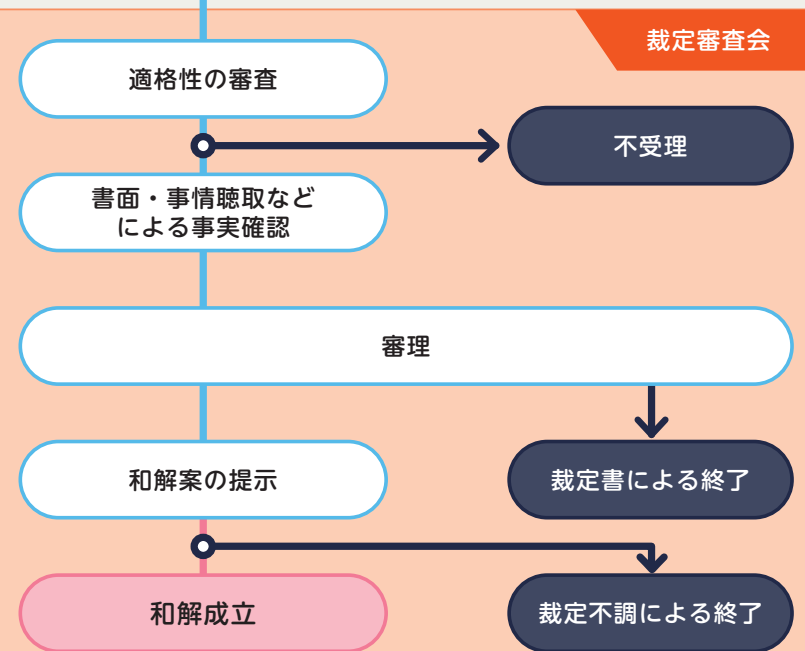 裁定審査会
適格性の審査
不受理
書面・事情聴取など
による事実確認
審理
和解案の提示
裁定書による終了
和解成立
裁定不調による終了